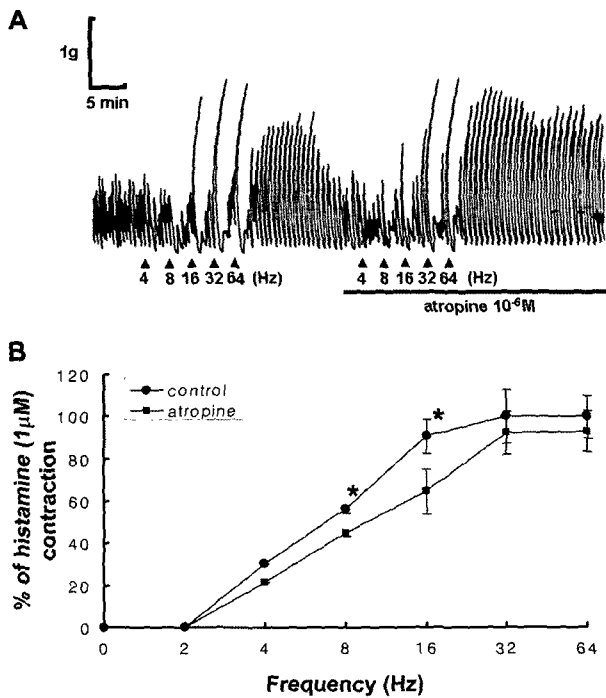 A
1g
5 min
4 8 16 32 64 (Hz) 4 8 16 32 64 (Hz)
atropine 10⁻⁶M
B
% of histamine (1μM)
contraction
120
100
80
60
40
20
0
control
atropine
*
*
0 2 4 8 16 32 64
Frequency (Hz)